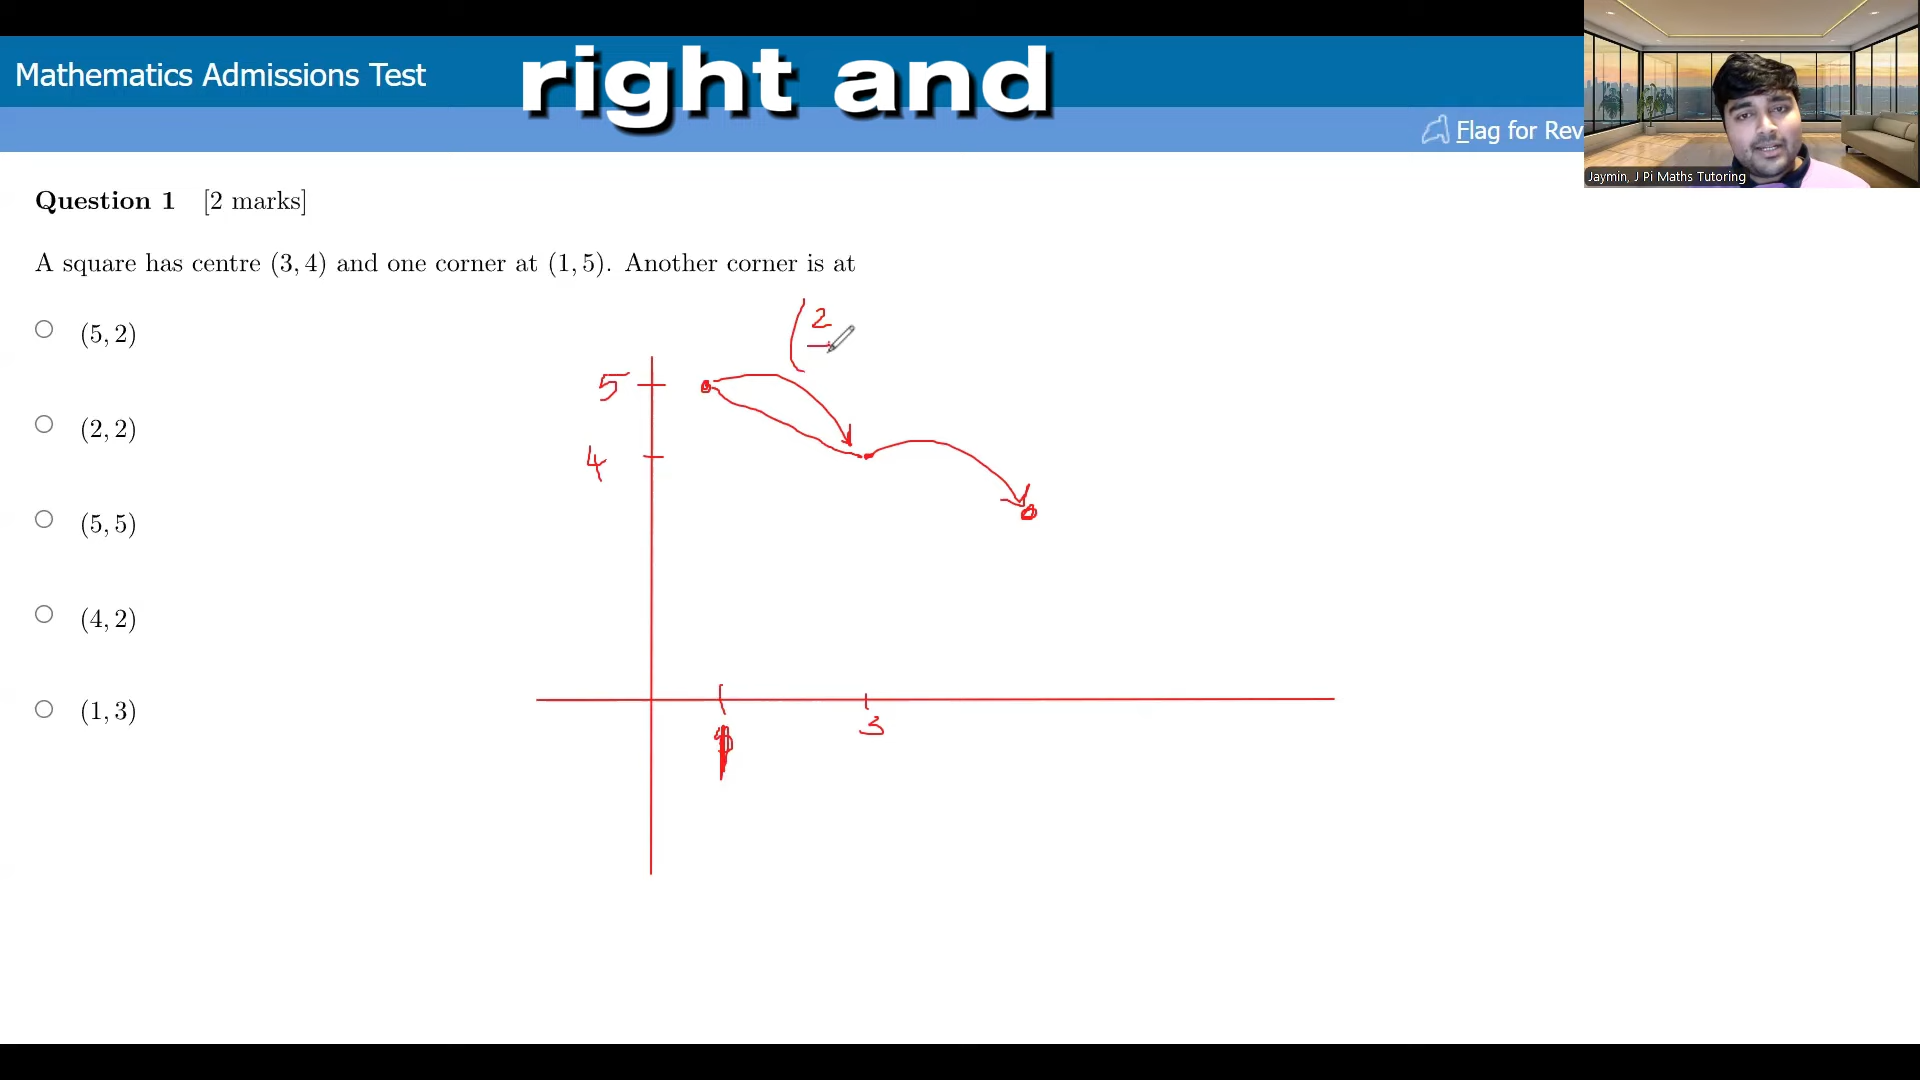 Mathematics Admissions Test
right and
Flag for Rev
Jaymin, J Pi Maths Tutoring
Question 1 [2 marks]
A square has centre (3, 4) and one corner at (1, 5). Another corner is at
(5, 2)
(2, 2)
(5, 5)
(4, 2)
(1, 3)
(2
5
4
3